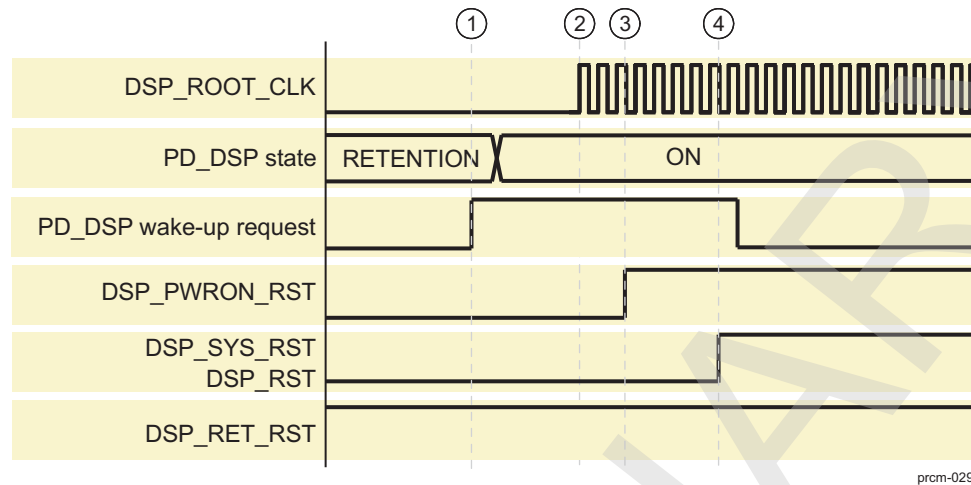 1 2 3 4
DSP_ROOT_CLK
PD_DSP state RETENTION ON
PD_DSP wake-up request
DSP_PWRON_RST
DSP_SYS_RST
DSP_RST
DSP_RET_RST
prcm-029